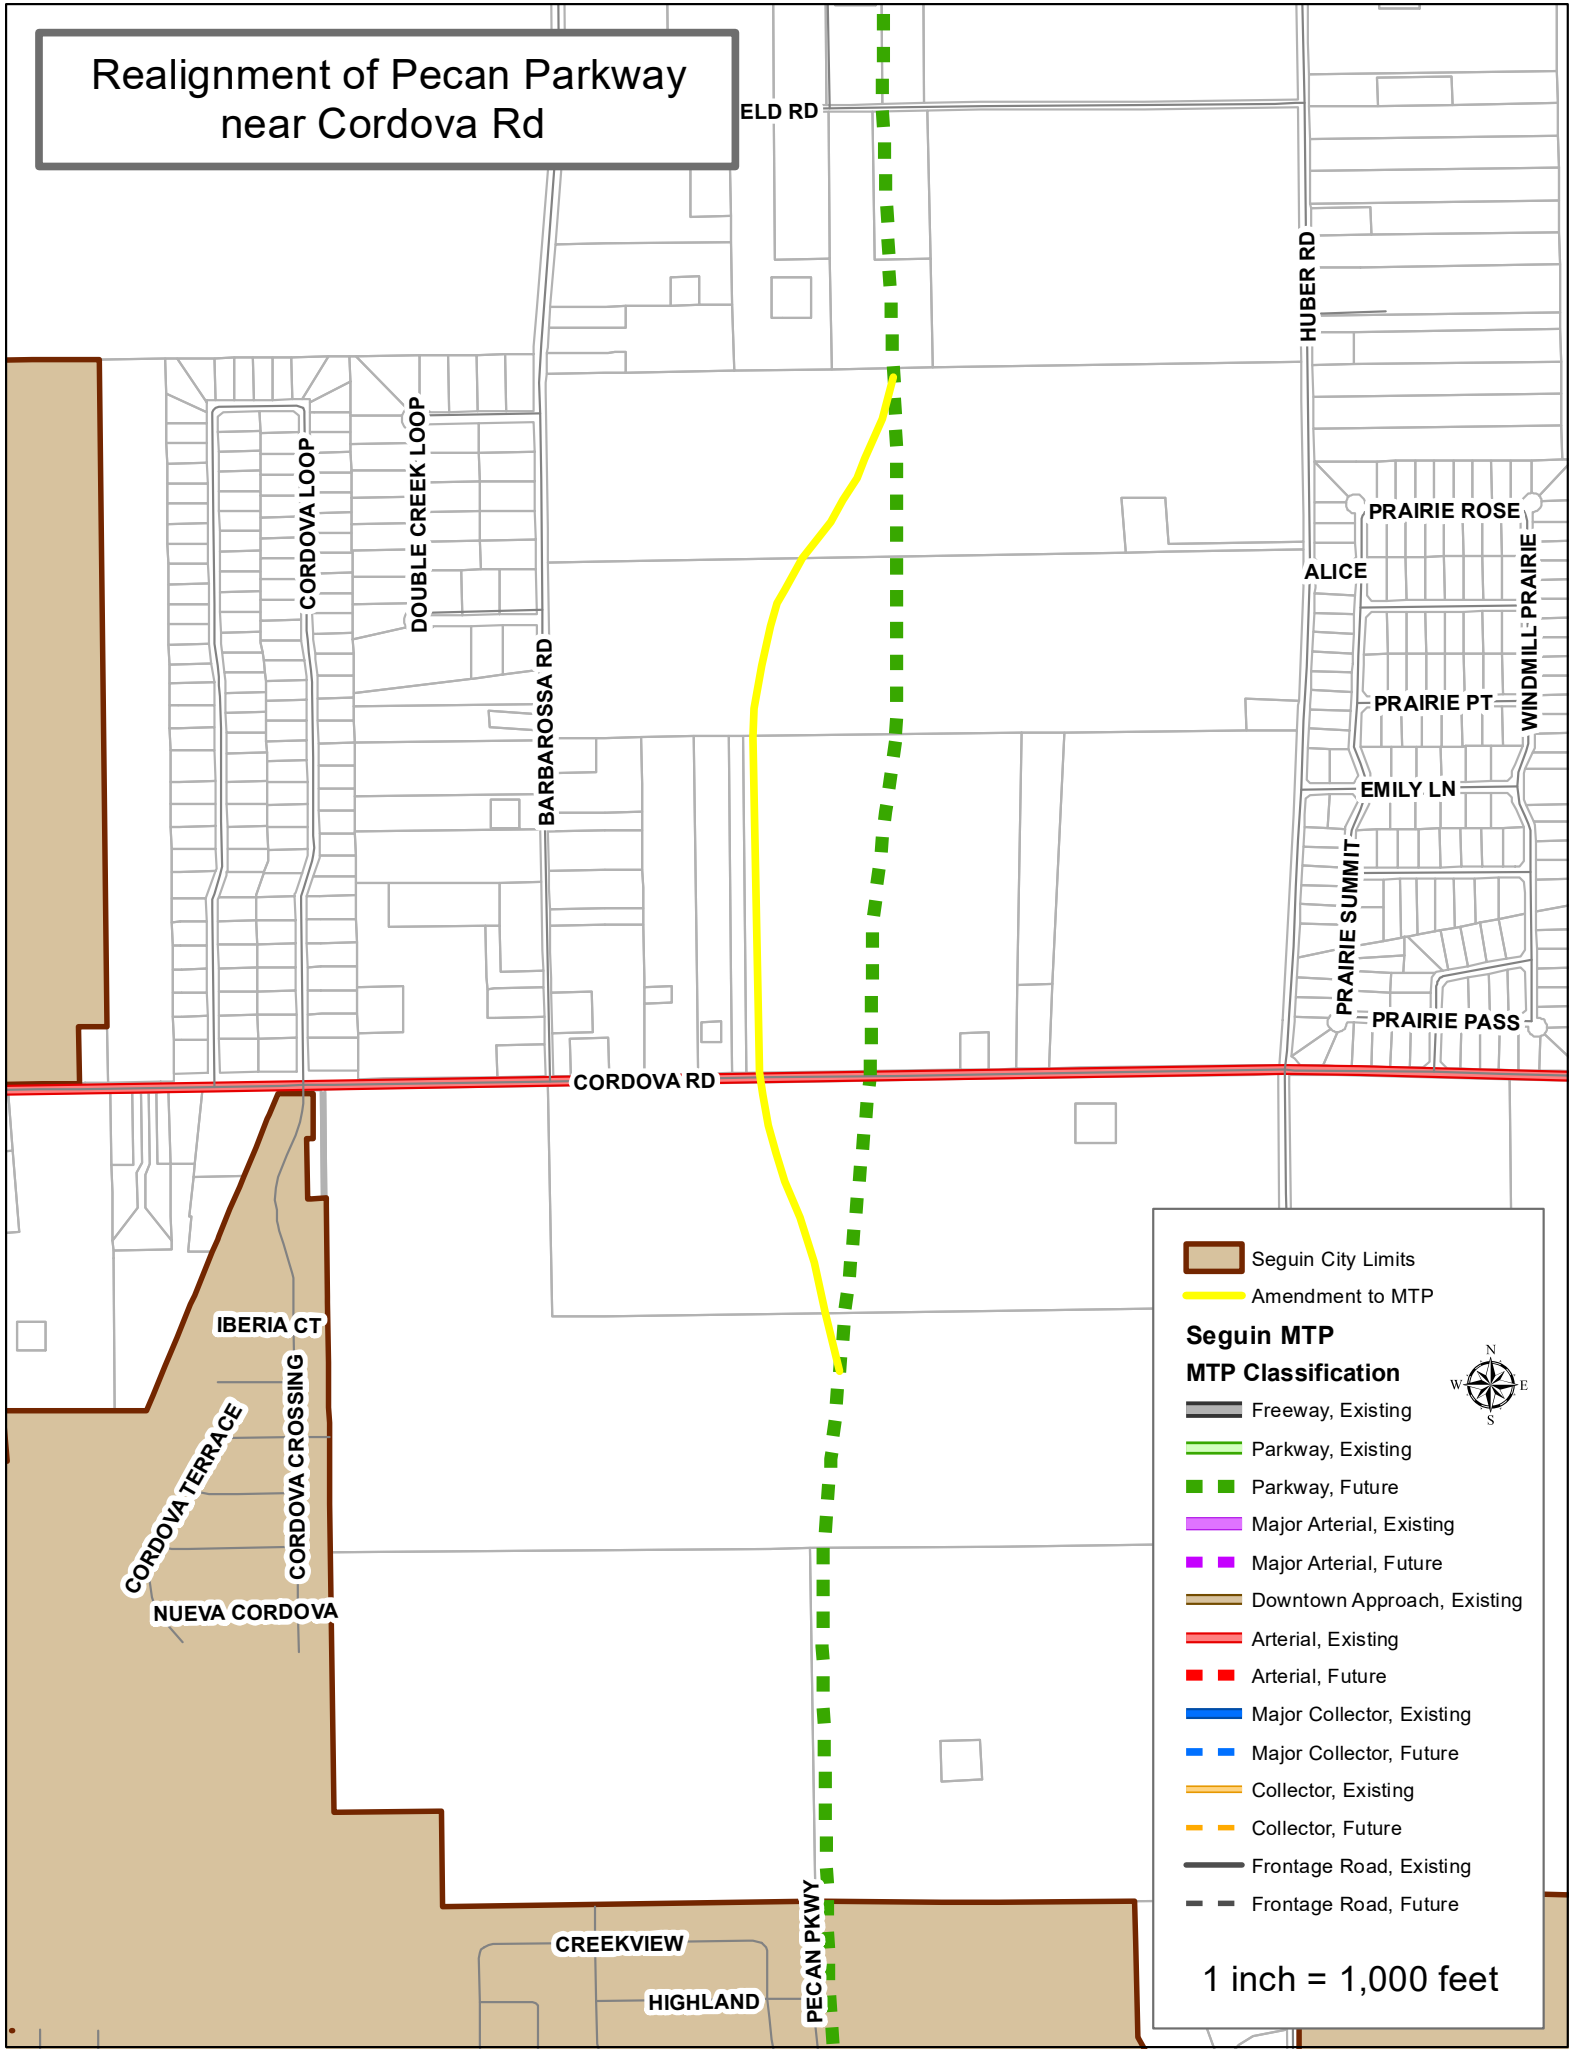 Realignment of Pecan Parkway
near Cordova Rd
ELD RD
HUBER RD
CORDOVA LOOP
DOUBLE CREEK LOOP
BARBAROSSA RD
PRAIRIE ROSE
ALICE
WINDMILL PRAIRIE
PRAIRIE PT
EMILY LN
PRAIRIE SUMMIT
PRAIRIE PASS
CORDOVA RD
IBERIA CT
CORDOVA CROSSING
CORDOVA TERRACE
NUEVA CORDOVA
PECAN PKWY
CREEKVIEW
HIGHLAND
Seguin City Limits
Amendment to MTP
Seguin MTP
MTP Classification
N
W E
S
Freeway, Existing
Parkway, Existing
Parkway, Future
Major Arterial, Existing
Major Arterial, Future
Downtown Approach, Existing
Arterial, Existing
Arterial, Future
Major Collector, Existing
Major Collector, Future
Collector, Existing
Collector, Future
Frontage Road, Existing
Frontage Road, Future
1 inch = 1,000 feet